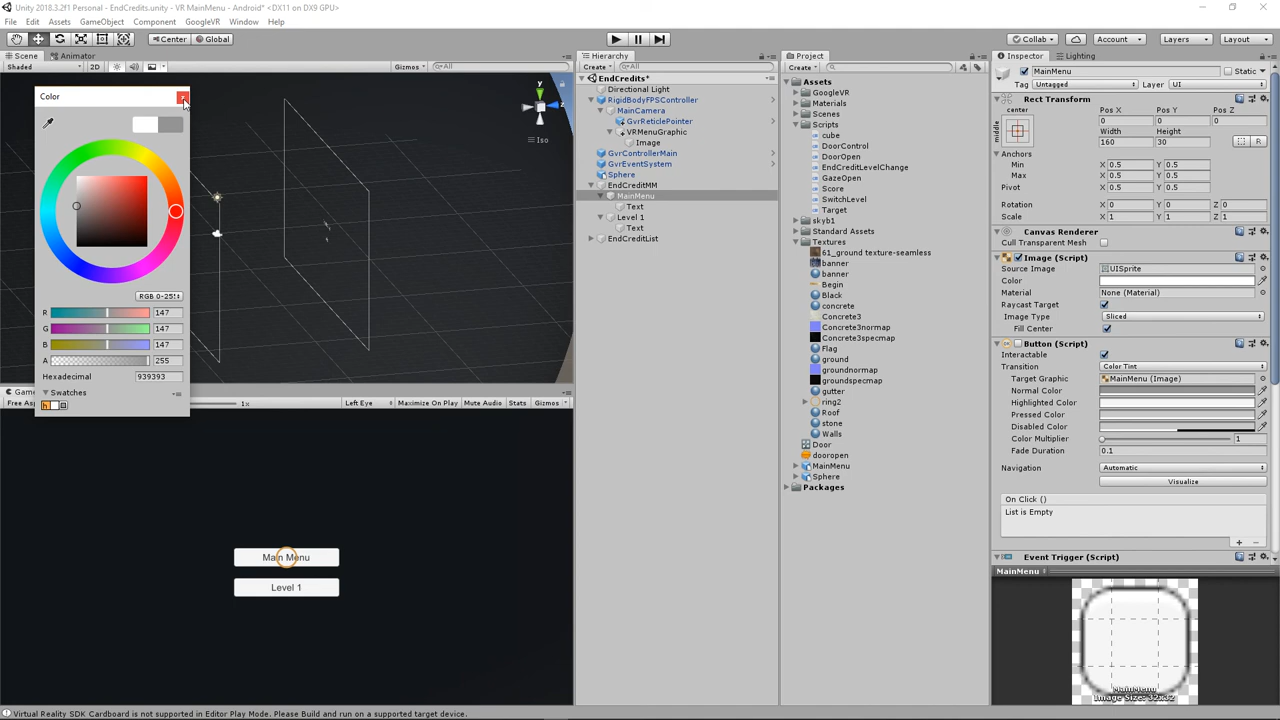 Unity 2018.3.2f1 Personal - EndCredits.unity - VR MainMenu - Android* <DX11 on DX9 GPU>
File Edit Assets GameObject Component GoogleVR Window Help
Center Global
Collab Account Layers Layout
Scene Animator
Shaded 2D Gizmos All
Color
RGB 0-255
R 147
G 147
B 147
A 255
Hexadecimal 939393
Swatches
y
z
Iso
Game
Free Aspect 1x Left Eye Maximize On Play Mute Audio Stats Gizmos
Main Menu
Level 1
Hierarchy
Create All
EndCredits*
Directional Light
RigidBodyFPSController
MainCamera
GvrReticlePointer
VRMenuGraphic
Image
GvrControllerMain
GvrEventSystem
Sphere
EndCreditMM
MainMenu
Text
Level 1
Text
EndCreditList
Project
Create
Assets
GoogleVR
Materials
Scenes
Scripts
cube
DoorControl
DoorOpen
EndCreditLevelChange
GazeOpen
Score
SwitchLevel
Target
skyb1
Standard Assets
Textures
61_ground texture-seamless
banner
banner
Begin
Black
concrete
Concrete3
Concrete3normap
Concrete3specmap
Flag
ground
groundnormap
groundspecmap
gutter
ring2
Roof
stone
Walls
Door
dooropen
MainMenu
Sphere
Packages
Inspector Lighting
MainMenu Static
Tag Untagged Layer UI
Rect Transform
center Pos X Pos Y Pos Z
middle 0 0 0
Width Height
160 30
R
Anchors
Min X 0.5 Y 0.5
Max X 0.5 Y 0.5
Pivot X 0.5 Y 0.5
Rotation X 0 Y 0 Z 0
Scale X 1 Y 1 Z 1
Canvas Renderer
Cull Transparent Mesh
Image (Script)
Source Image UISprite
Color
Material None (Material)
Raycast Target
Image Type Sliced
Fill Center
Button (Script)
Interactable
Transition Color Tint
Target Graphic MainMenu (Image)
Normal Color
Highlighted Color
Pressed Color
Disabled Color
Color Multiplier 1
Fade Duration 0.1
Navigation Automatic
Visualize
On Click ()
List is Empty
Event Trigger (Script)
MainMenu
MainMenu
Image Size: 32x32
Virtual Reality SDK Cardboard is not supported in Editor Play Mode. Please Build and run on a supported target device.